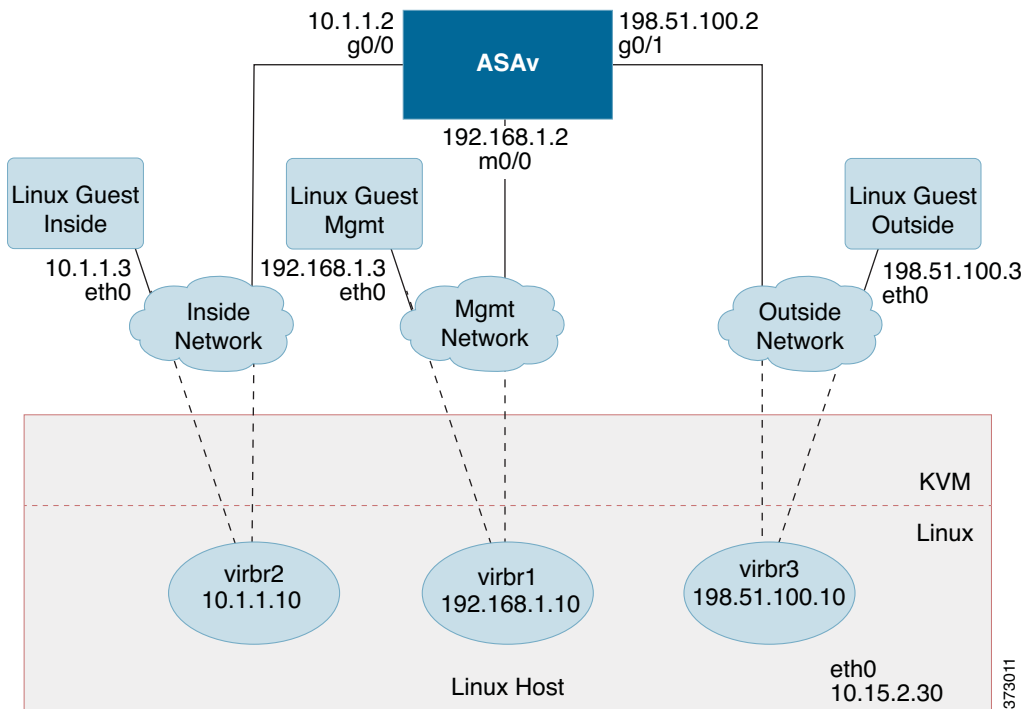 10.1.1.2
g0/0
ASAv
198.51.100.2
g0/1
192.168.1.2
m0/0
Linux Guest
Inside
Linux Guest
Mgmt
Linux Guest
Outside
10.1.1.3
eth0
192.168.1.3
eth0
198.51.100.3
eth0
Inside
Network
Mgmt
Network
Outside
Network
KVM
Linux
virbr2
10.1.1.10
virbr1
192.168.1.10
virbr3
198.51.100.10
Linux Host
eth0
10.15.2.30
373011